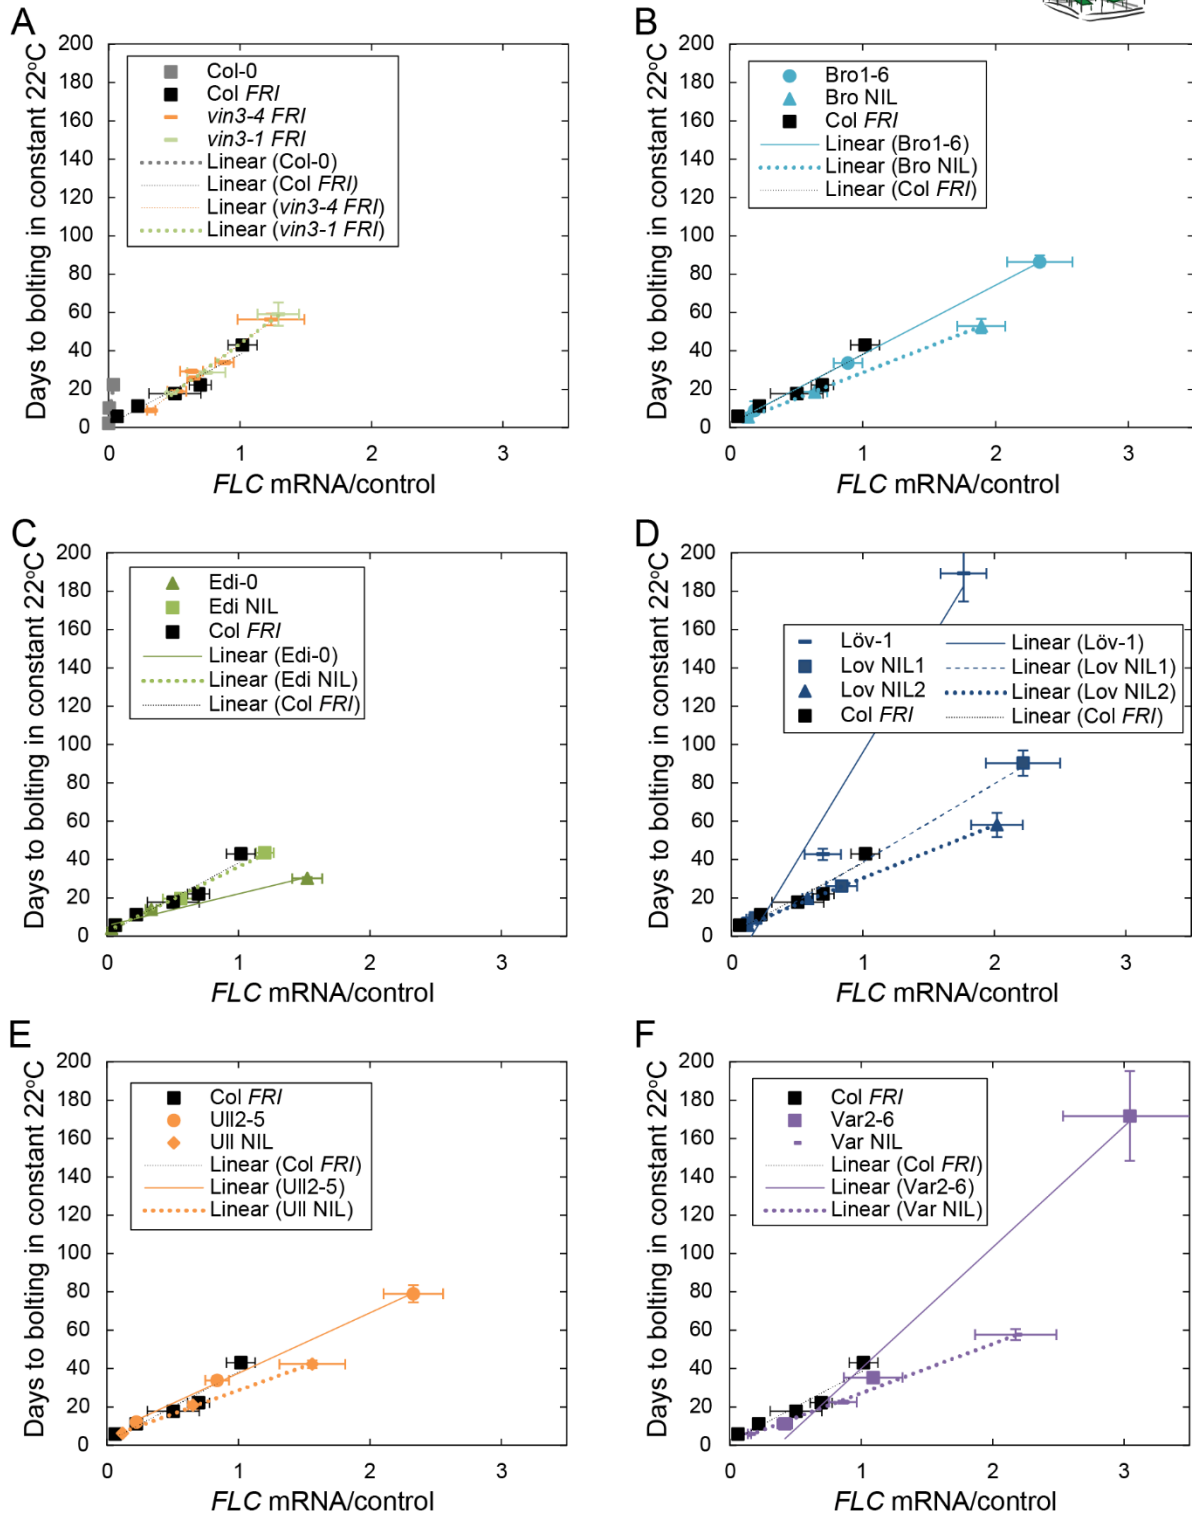 A
Days to bolting in constant 22°C
200
180
160
140
120
100
80
60
40
20
0
Col-0
Col FRI
vin3-4 FRI
vin3-1 FRI
Linear (Col-0)
Linear (Col FRI)
Linear (vin3-4 FRI)
Linear (vin3-1 FRI)
0 1 2 3
FLC mRNA/control
B
Days to bolting in constant 22°C
200
180
160
140
120
100
80
60
40
20
0
Bro1-6
Bro NIL
Col FRI
Linear (Bro1-6)
Linear (Bro NIL)
Linear (Col FRI)
0 1 2 3
FLC mRNA/control
C
Days to bolting in constant 22°C
200
180
160
140
120
100
80
60
40
20
0
Edi-0
Edi NIL
Col FRI
Linear (Edi-0)
Linear (Edi NIL)
Linear (Col FRI)
0 1 2 3
FLC mRNA/control
D
Days to bolting in constant 22°C
200
180
160
140
120
100
80
60
40
20
0
Löv-1
Lov NIL1
Lov NIL2
Col FRI
Linear (Löv-1)
Linear (Lov NIL1)
Linear (Lov NIL2)
Linear (Col FRI)
0 1 2 3
FLC mRNA/control
E
Days to bolting in constant 22°C
200
180
160
140
120
100
80
60
40
20
0
Col FRI
Ull2-5
Ull NIL
Linear (Col FRI)
Linear (Ull2-5)
Linear (Ull NIL)
0 1 2 3
FLC mRNA/control
F
Days to bolting in constant 22°C
200
180
160
140
120
100
80
60
40
20
0
Col FRI
Var2-6
Var NIL
Linear (Col FRI)
Linear (Var2-6)
Linear (Var NIL)
0 1 2 3
FLC mRNA/control